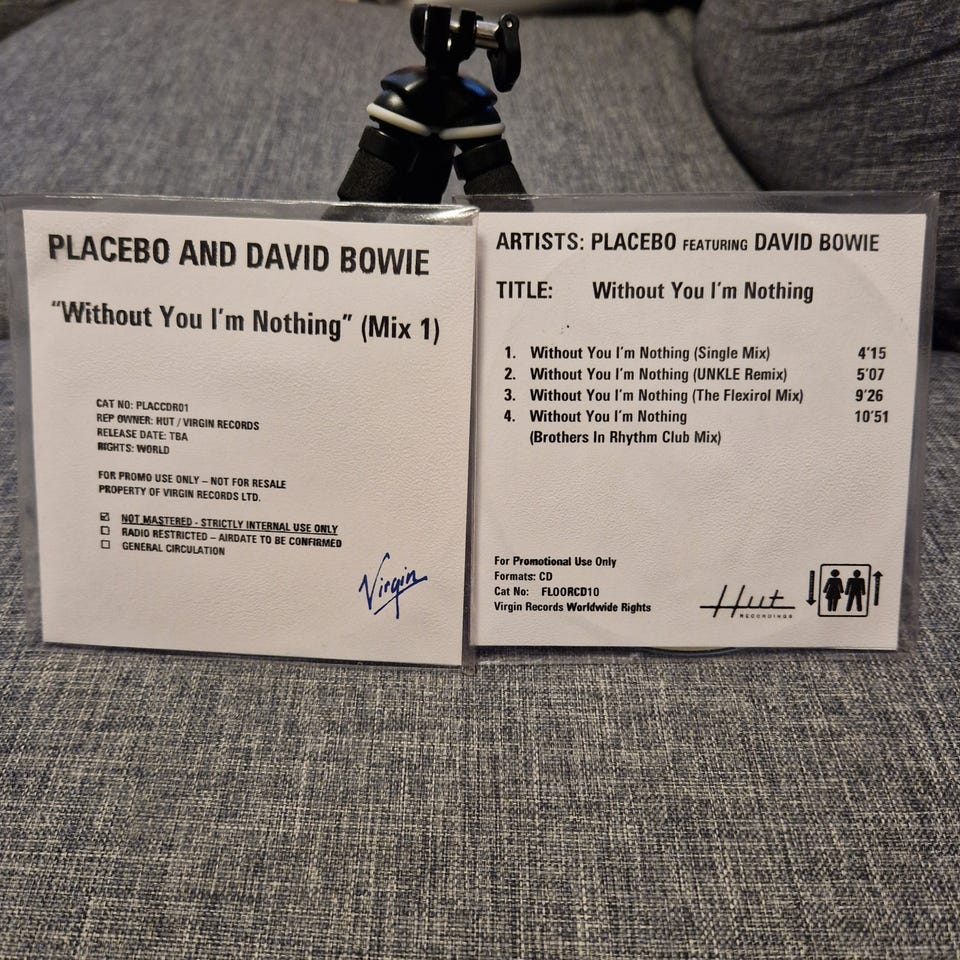 PLACEBO AND DAVID BOWIE
“Without You I’m Nothing” (Mix 1)
CAT NO: PLACCDR01
REP OWNER: HUT / VIRGIN RECORDS
RELEASE DATE: TBA
RIGHTS: WORLD
FOR PROMO USE ONLY – NOT FOR RESALE
PROPERTY OF VIRGIN RECORDS LTD.
☑ NOT MASTERED - STRICTLY INTERNAL USE ONLY
☐ RADIO RESTRICTED – AIRDATE TO BE CONFIRMED
☐ GENERAL CIRCULATION
Virgin
ARTISTS: PLACEBO FEATURING DAVID BOWIE
TITLE: Without You I’m Nothing
1. Without You I’m Nothing (Single Mix) 4’15
2. Without You I’m Nothing (UNKLE Remix) 5’07
3. Without You I’m Nothing (The Flexirol Mix) 9’26
4. Without You I’m Nothing 10’51
(Brothers In Rhythm Club Mix)
For Promotional Use Only
Formats: CD
Cat No: FLOORCD10
Virgin Records Worldwide Rights
Hut
RECORDINGS